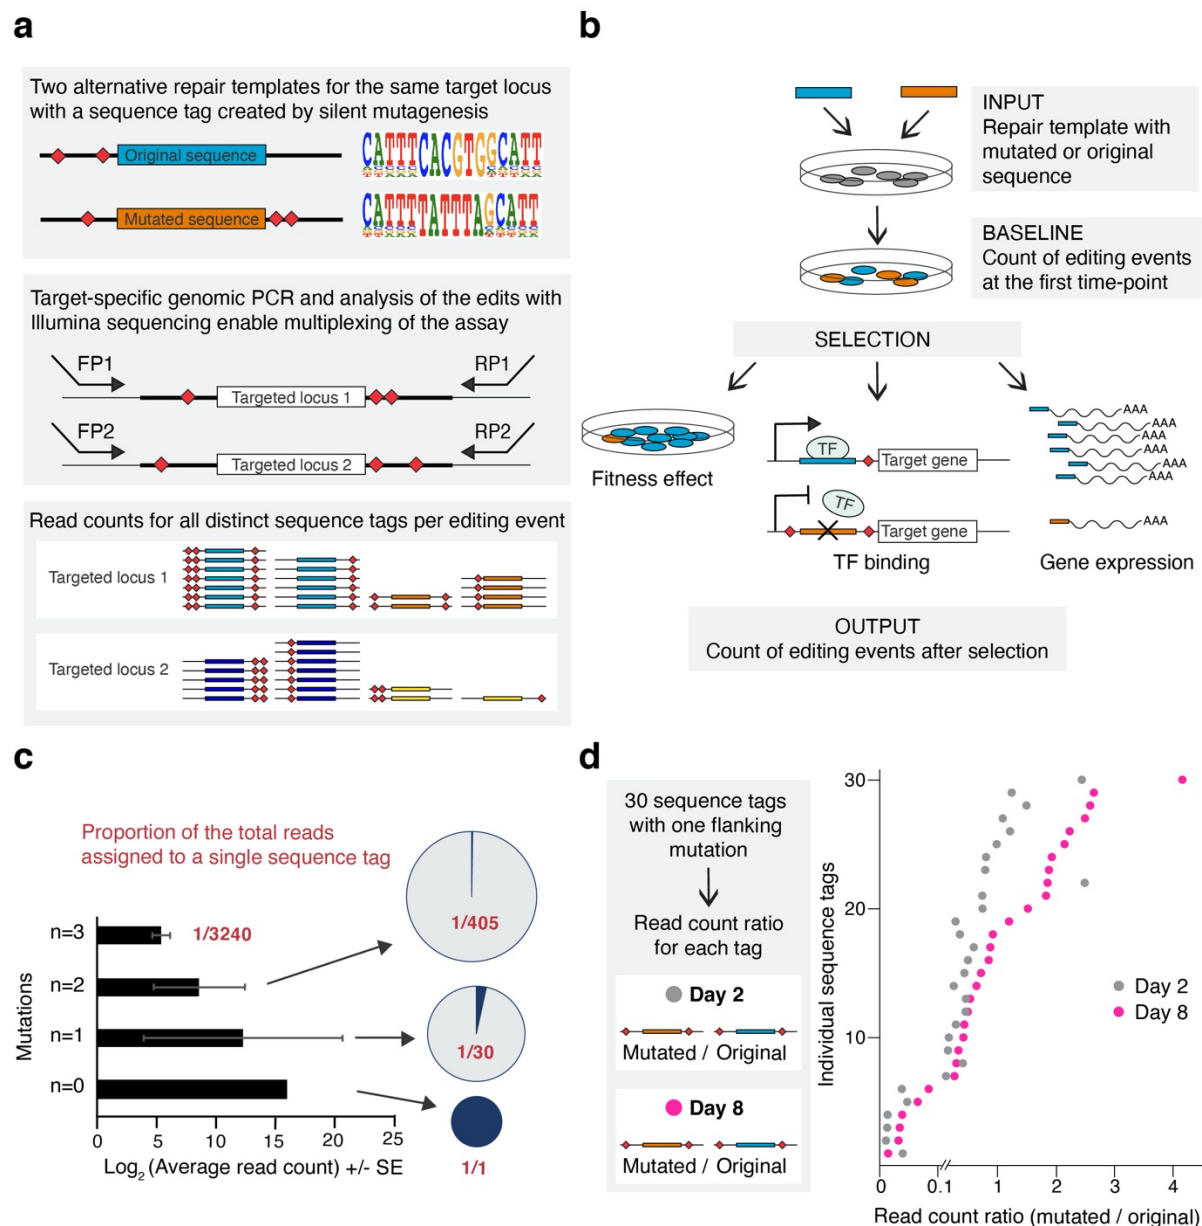 a
Two alternative repair templates for the same target locus
with a sequence tag created by silent mutagenesis
Original sequence
CATTTCACGTGGCATT
Mutated sequence
CATTTTATTTAGCATT
Target-specific genomic PCR and analysis of the edits with
Illumina sequencing enable multiplexing of the assay
FP1
RP1
Targeted locus 1
FP2
RP2
Targeted locus 2
Read counts for all distinct sequence tags per editing event
Targeted locus 1
Targeted locus 2
b
INPUT
Repair template with
mutated or original
sequence
BASELINE
Count of editing events
at the first time-point
SELECTION
Fitness effect
TF
Target gene
TF
Target gene
TF binding
AAA
AAA
AAA
AAA
AAA
AAA
AAA
Gene expression
OUTPUT
Count of editing events after selection
c
Proportion of the total reads
assigned to a single sequence tag
Mutations
n=3
n=2
n=1
n=0
1/3240
1/405
1/30
1/1
0 5 10 15 20 25
Log2 (Average read count) +/- SE
d
30 sequence tags
with one flanking
mutation
Read count ratio
for each tag
Day 2
Mutated / Original
Day 8
Mutated / Original
Individual sequence tags
30
20
10
Day 2
Day 8
0 0.1 1 2 3 4
Read count ratio (mutated / original)